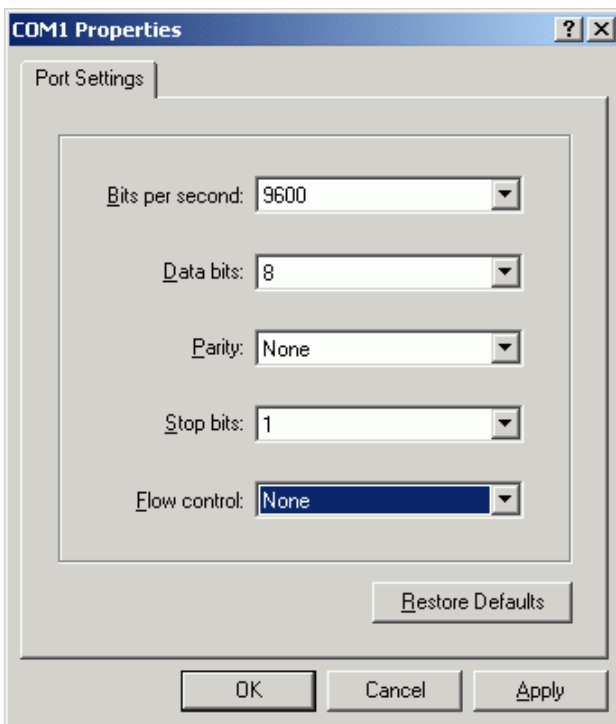 COM1 Properties
Port Settings
Bits per second: 9600
Data bits: 8
Parity: None
Stop bits: 1
Flow control: None
Restore Defaults
OK Cancel Apply